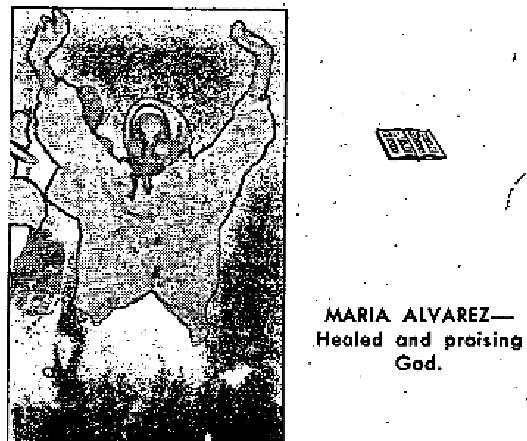 MARIA ALVAREZ—
Healed and praising
God.